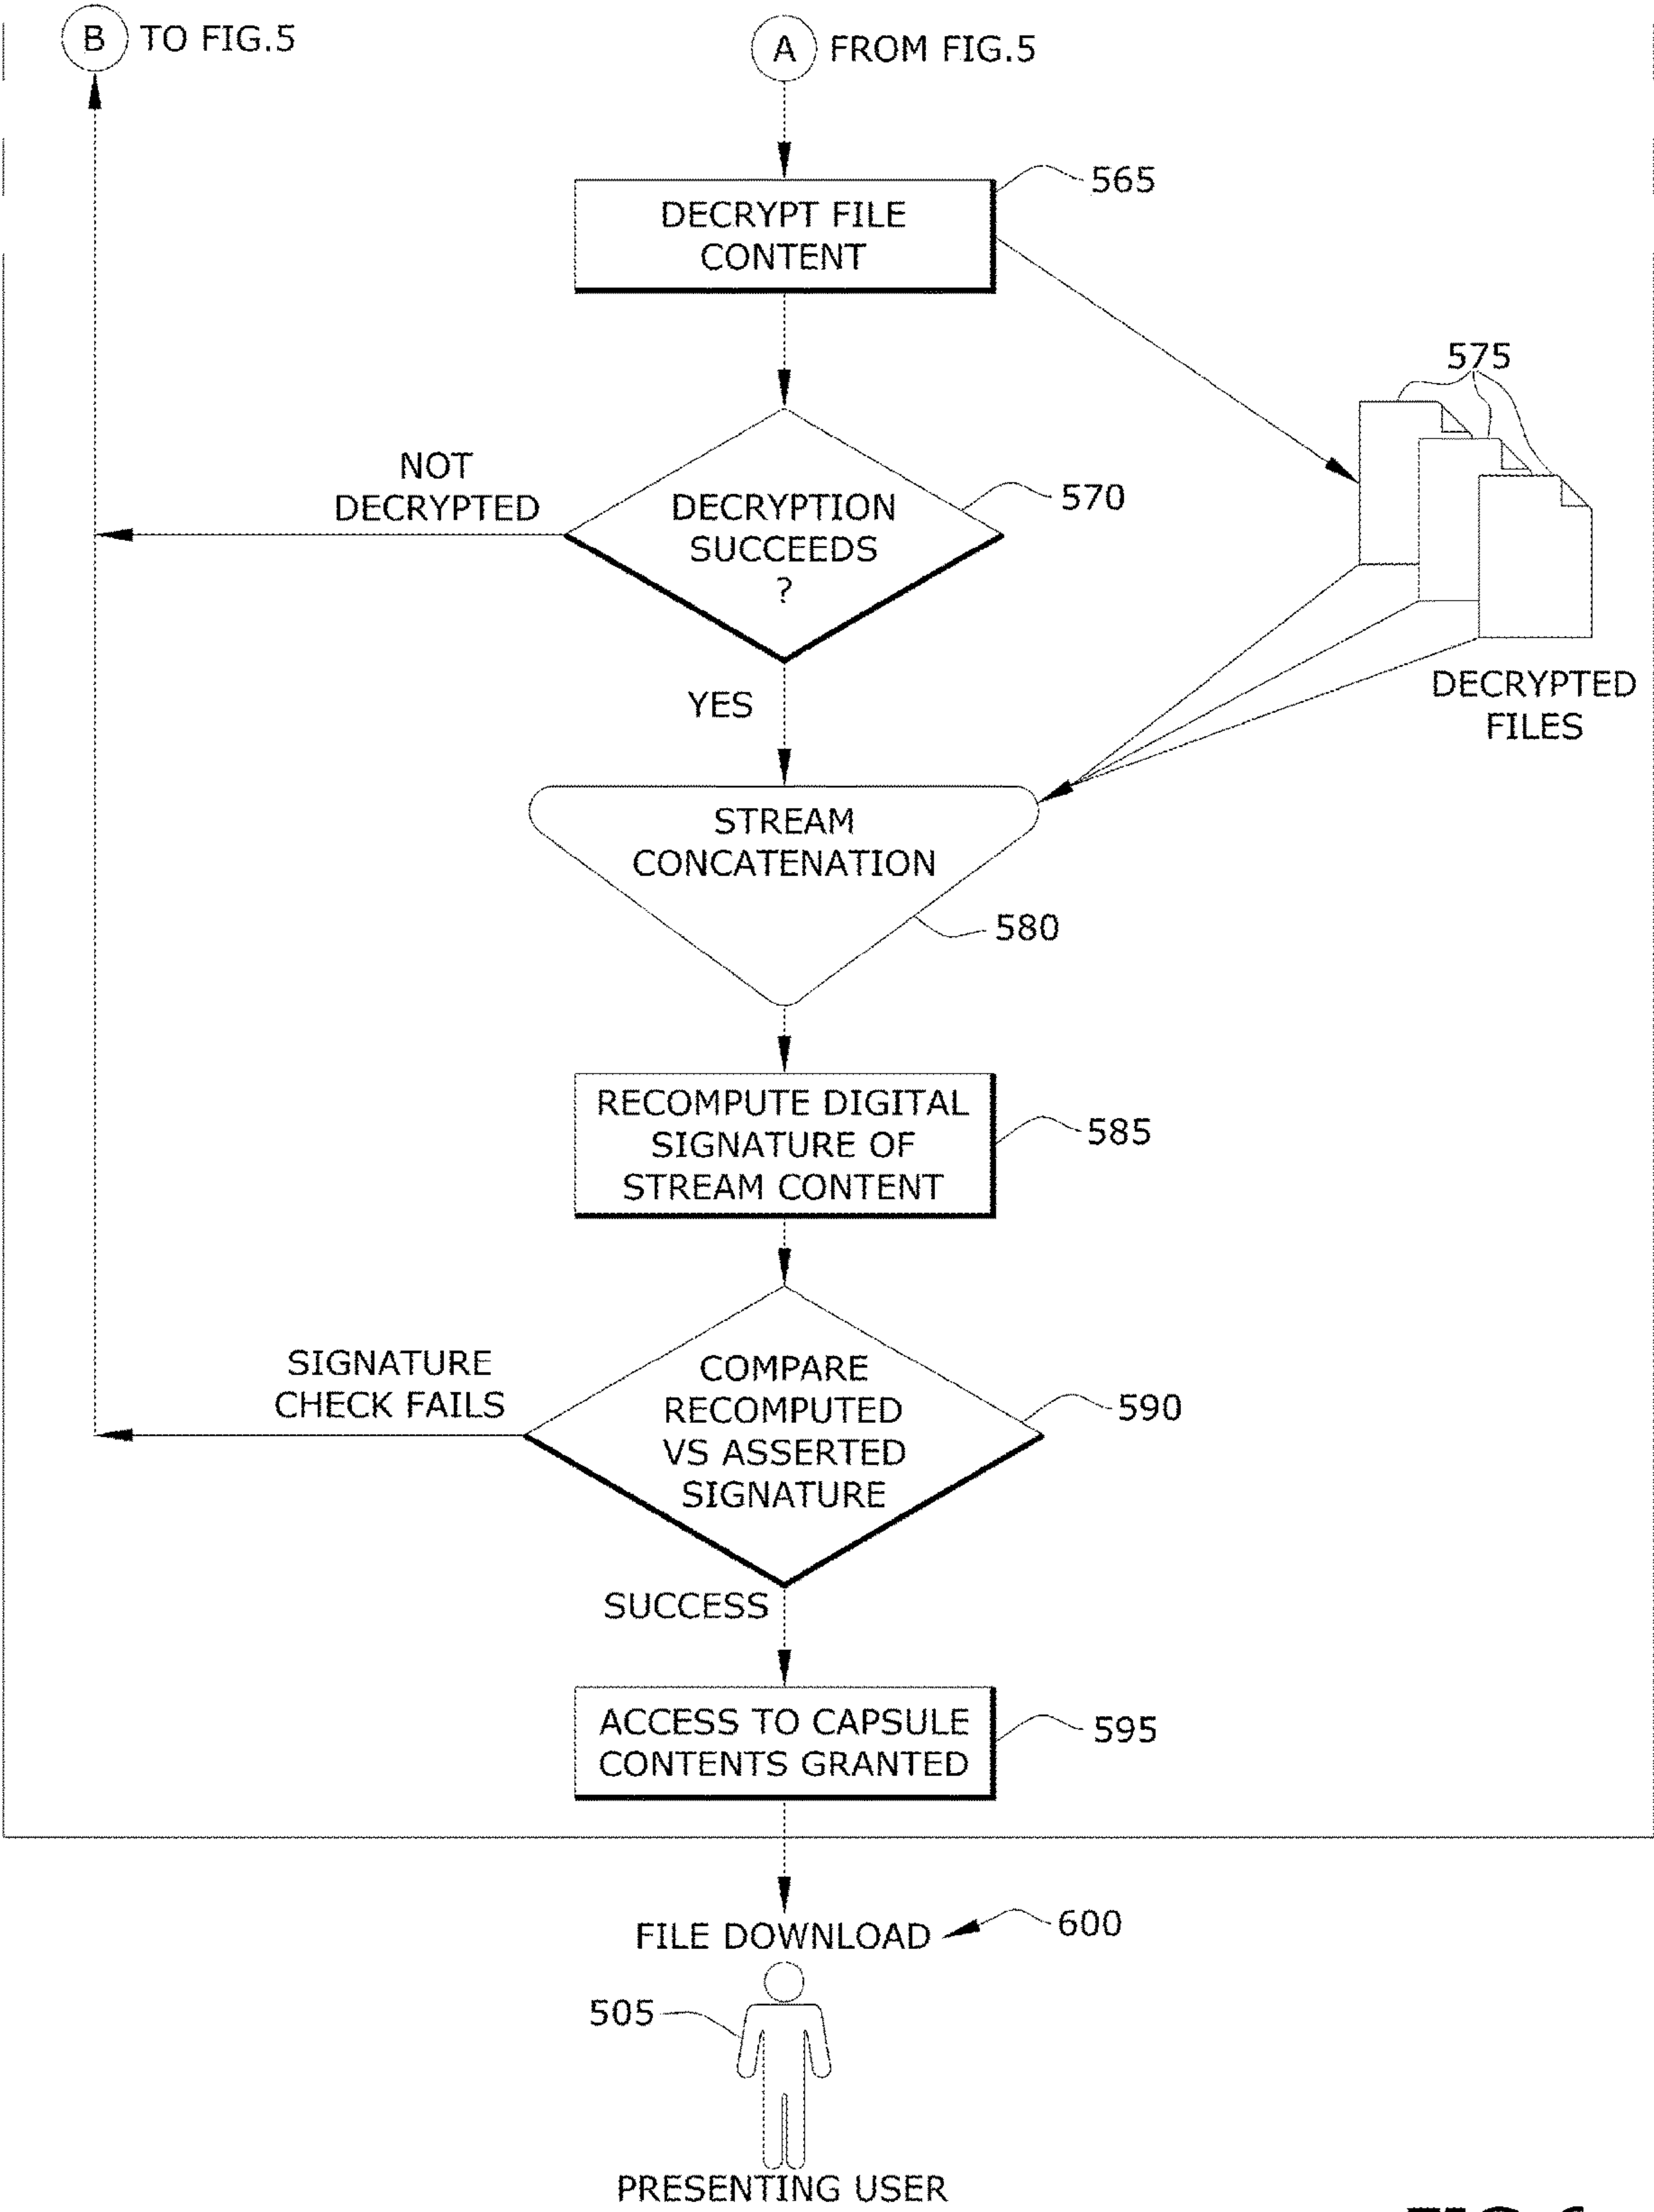 B TO FIG.5
A FROM FIG.5
565
DECRYPT FILE
CONTENT
575
NOT
DECRYPTED
DECRYPTION
SUCCEEDS
?
570
DECRYPTED
FILES
YES
STREAM
CONCATENATION
580
RECOMPUTE DIGITAL
SIGNATURE OF
STREAM CONTENT
585
SIGNATURE
CHECK FAILS
COMPARE
RECOMPUTED
VS ASSERTED
SIGNATURE
590
SUCCESS
ACCESS TO CAPSULE
CONTENTS GRANTED
595
FILE DOWNLOAD
600
505
PRESENTING USER